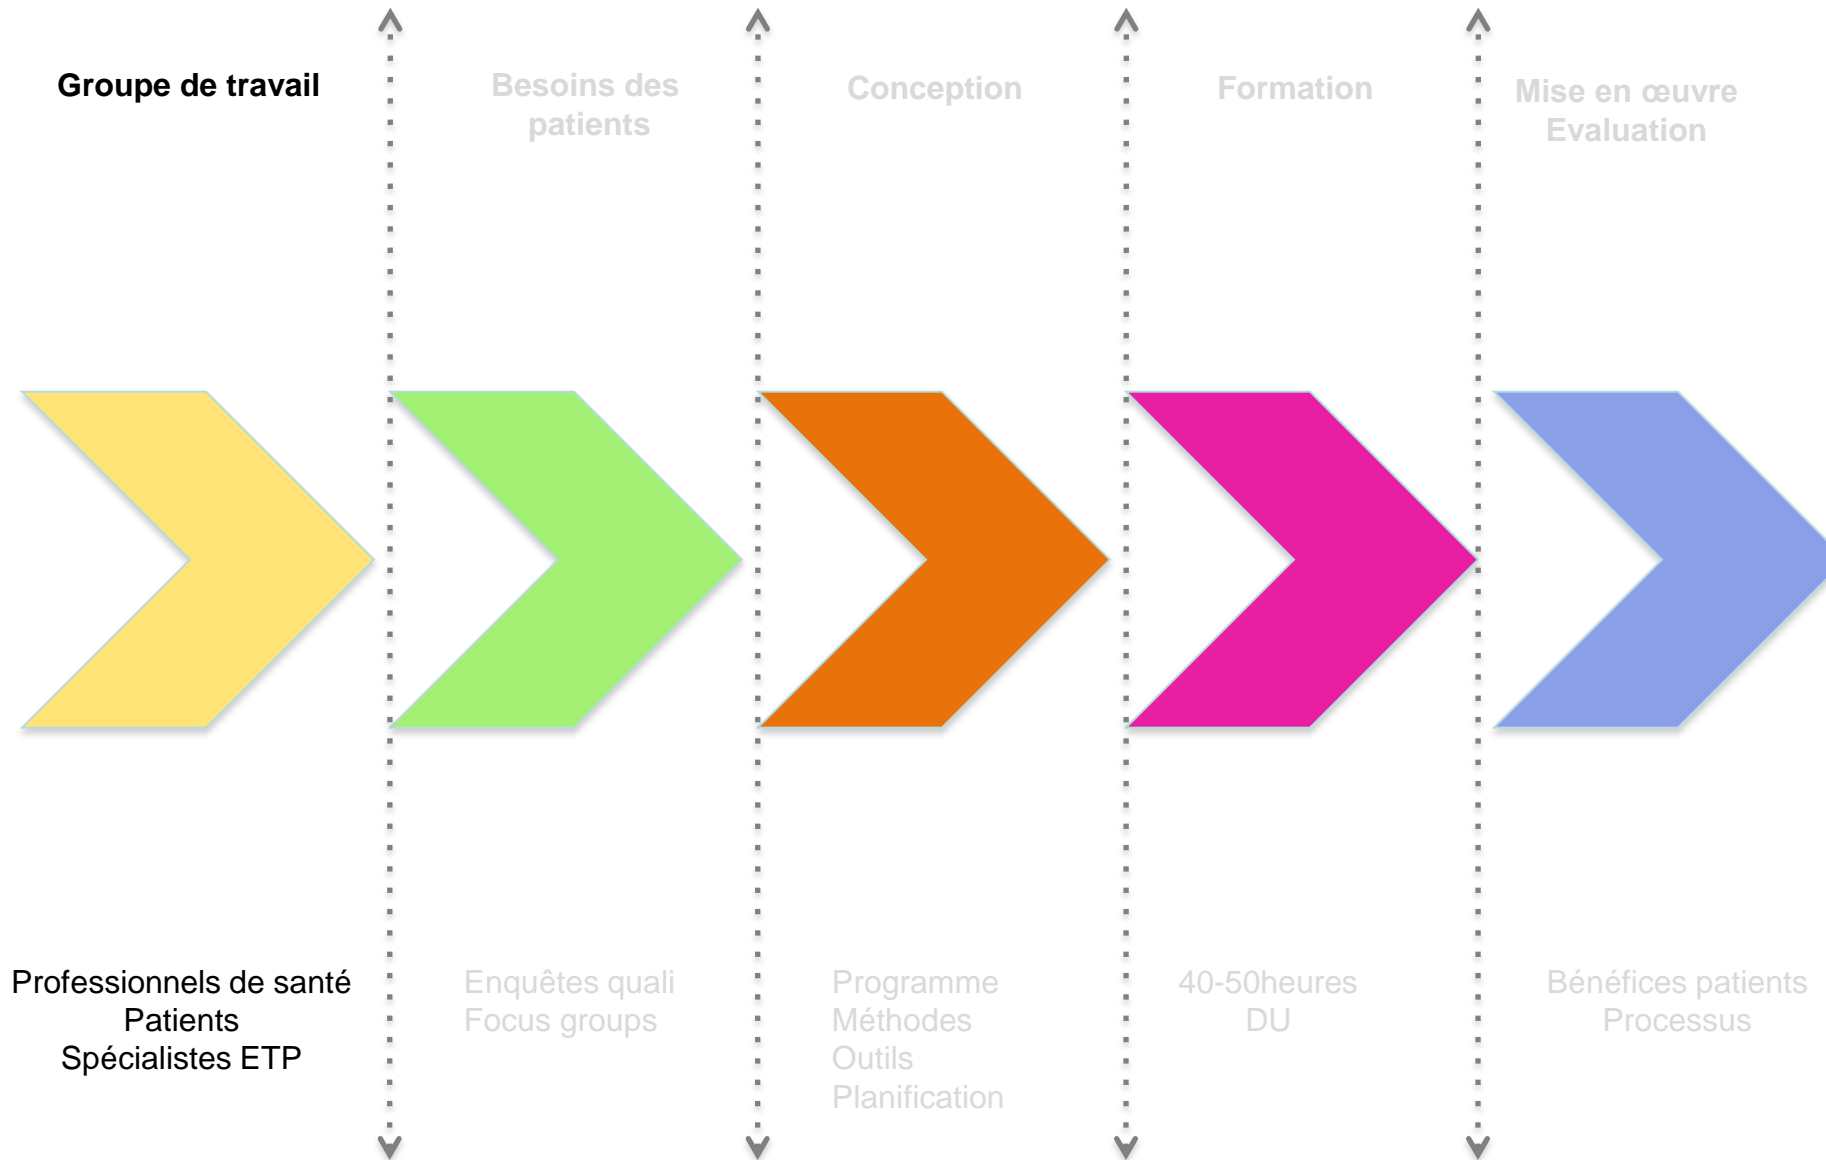 Groupe de travail
Besoins des
patients
Conception
Formation
Mise en œuvre
Evaluation
Professionnels de santé
Patients
Spécialistes ETP
Enquêtes quali
Focus groups
Programme
Méthodes
Outils
Planification
40-50heures
DU
Bénéfices patients
Processus